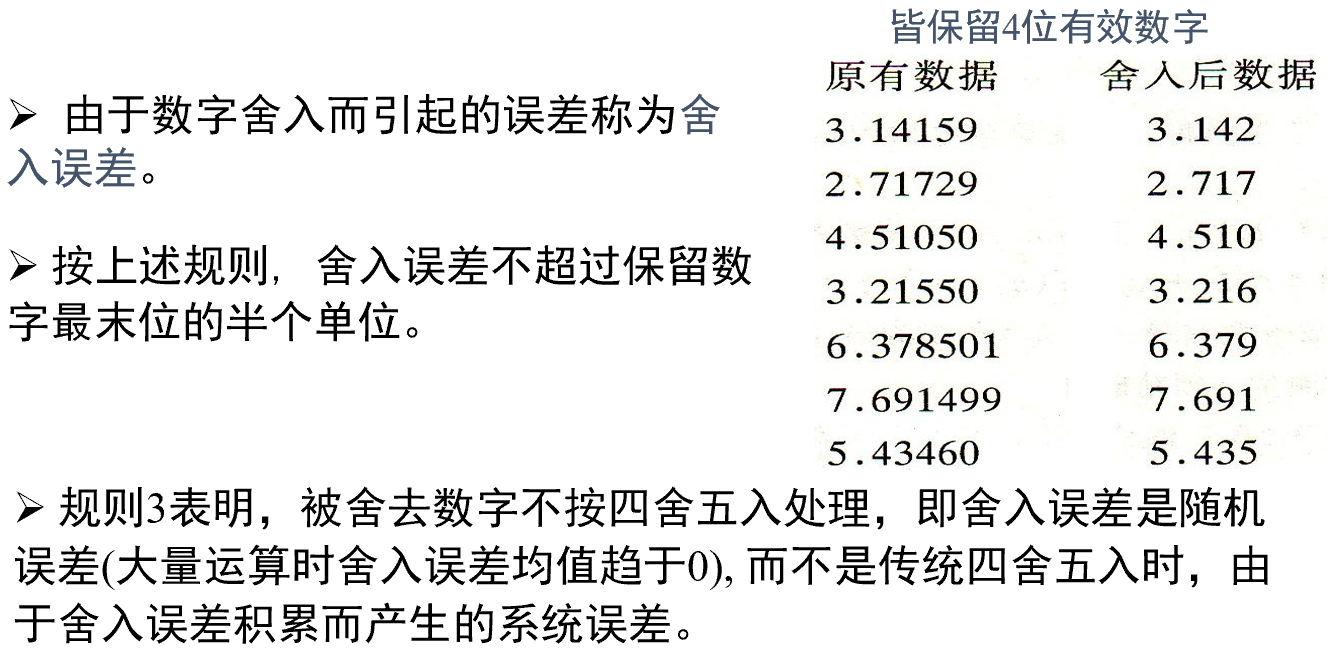 皆保留4位有效数字
原有数据 舍入后数据
3.14159 3.142
2.71729 2.717
4.51050 4.510
3.21550 3.216
6.378501 6.379
7.691499 7.691
5.43460 5.435
➢ 由于数字舍入而引起的误差称为舍
入误差。
➢ 按上述规则，舍入误差不超过保留数
字最末位的半个单位。
➢ 规则3表明，被舍去数字不按四舍五入处理，即舍入误差是随机
误差(大量运算时舍入误差均值趋于0), 而不是传统四舍五入时，由
于舍入误差积累而产生的系统误差。